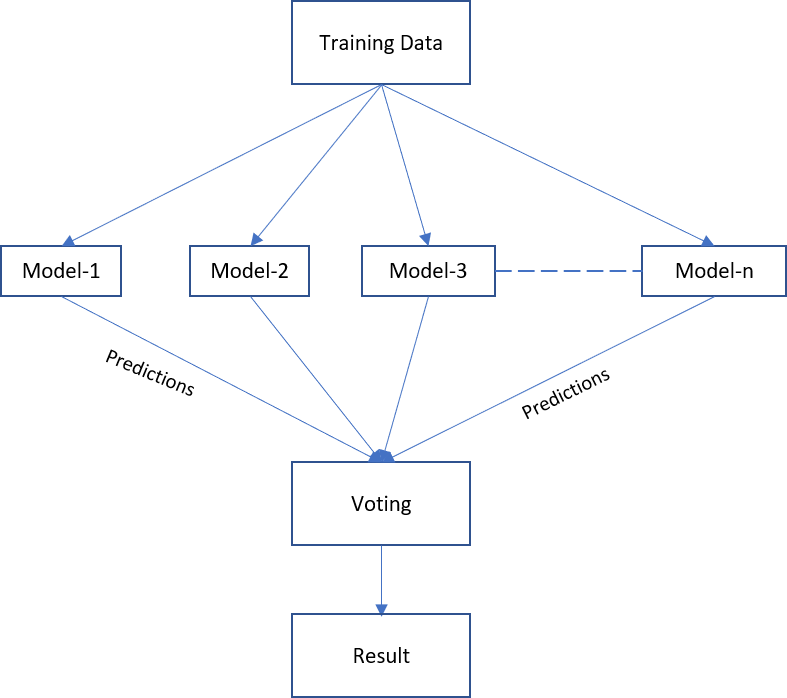 Training Data
Model-1
Model-2
Model-3
Model-n
Predictions
Predictions
Voting
Result